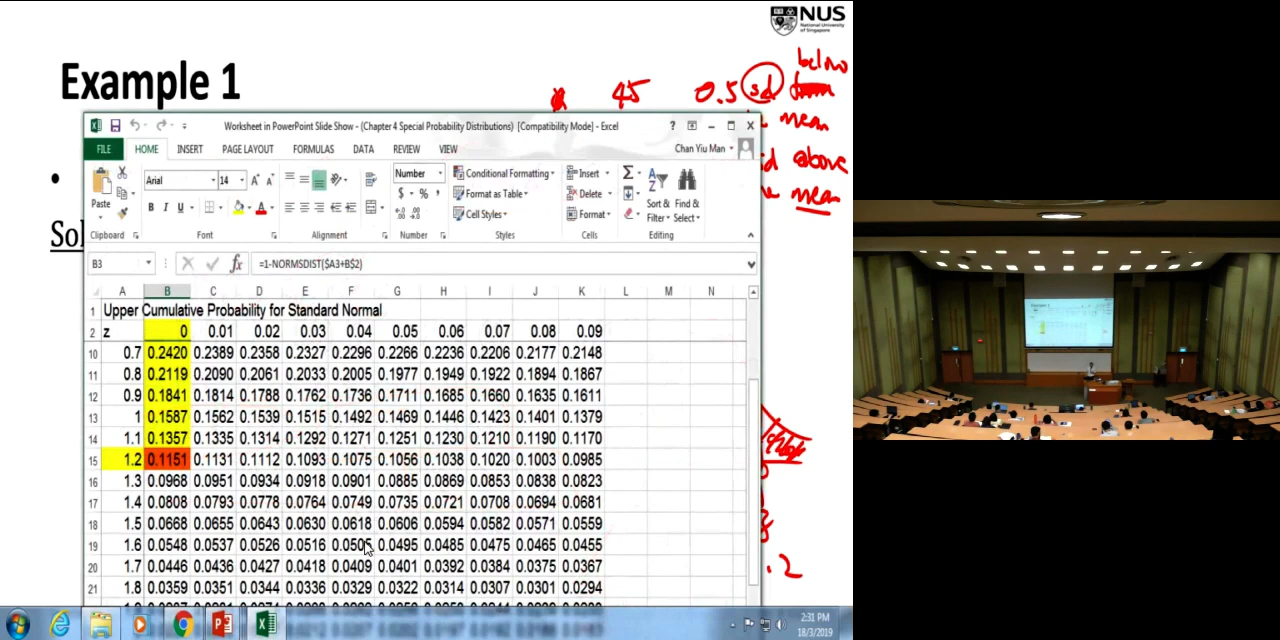 NUS
National University
of Singapore
Example 1
45 0.5 sd below
mean
sd above
mean
Sol
Worksheet in PowerPoint Slide Show - (Chapter 4 Special Probability Distributions) [Compatibility Mode] - Excel
FILE HOME INSERT PAGE LAYOUT FORMULAS DATA REVIEW VIEW Chan Yiu Man
Paste Arial 14 A A Number Conditional Formatting Insert Σ
B I U A $ % , Format as Table Delete
Cell Styles Format Sort & Find &
Filter Select
Clipboard Font Alignment Number Styles Cells Editing
B3 fx =1-NORMSDIST($A3+B$2)
A B C D E F G H I J K L M N
1 Upper Cumulative Probability for Standard Normal
2 z 0 0.01 0.02 0.03 0.04 0.05 0.06 0.07 0.08 0.09
10 0.7 0.2420 0.2389 0.2358 0.2327 0.2296 0.2266 0.2236 0.2206 0.2177 0.2148
11 0.8 0.2119 0.2090 0.2061 0.2033 0.2005 0.1977 0.1949 0.1922 0.1894 0.1867
12 0.9 0.1841 0.1814 0.1788 0.1762 0.1736 0.1711 0.1685 0.1660 0.1635 0.1611
13 1 0.1587 0.1562 0.1539 0.1515 0.1492 0.1469 0.1446 0.1423 0.1401 0.1379
14 1.1 0.1357 0.1335 0.1314 0.1292 0.1271 0.1251 0.1230 0.1210 0.1190 0.1170
15 1.2 0.1151 0.1131 0.1112 0.1093 0.1075 0.1056 0.1038 0.1020 0.1003 0.0985
16 1.3 0.0968 0.0951 0.0934 0.0918 0.0901 0.0885 0.0869 0.0853 0.0838 0.0823
17 1.4 0.0808 0.0793 0.0778 0.0764 0.0749 0.0735 0.0721 0.0708 0.0694 0.0681
18 1.5 0.0668 0.0655 0.0643 0.0630 0.0618 0.0606 0.0594 0.0582 0.0571 0.0559
19 1.6 0.0548 0.0537 0.0526 0.0516 0.0505 0.0495 0.0485 0.0475 0.0465 0.0455
20 1.7 0.0446 0.0436 0.0427 0.0418 0.0409 0.0401 0.0392 0.0384 0.0375 0.0367
21 1.8 0.0359 0.0351 0.0344 0.0336 0.0329 0.0322 0.0314 0.0307 0.0301 0.0294
.2
2:31 PM
18/3/2019